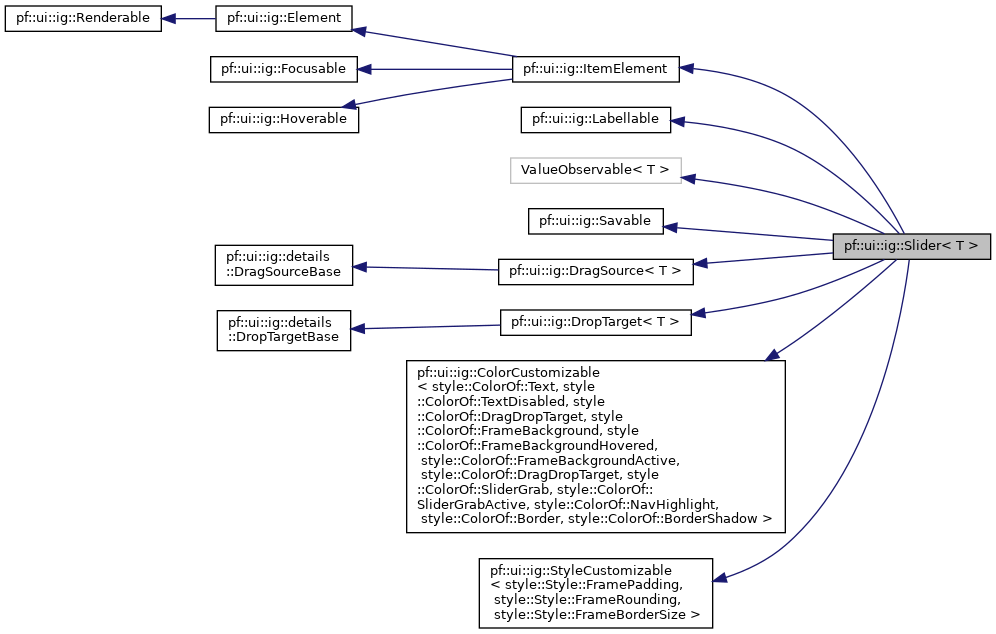 pf::ui::ig::Renderable
pf::ui::ig::Element
pf::ui::ig::Focusable
pf::ui::ig::ItemElement
pf::ui::ig::Hoverable
pf::ui::ig::Labellable
ValueObservable< T >
pf::ui::ig::Savable
pf::ui::ig::Slider< T >
pf::ui::ig::details
::DragSourceBase
pf::ui::ig::DragSource< T >
pf::ui::ig::details
::DropTargetBase
pf::ui::ig::DropTarget< T >
pf::ui::ig::ColorCustomizable
< style::ColorOf::Text, style
::ColorOf::TextDisabled, style
::ColorOf::DragDropTarget, style
::ColorOf::FrameBackground, style
::ColorOf::FrameBackgroundHovered,
style::ColorOf::FrameBackgroundActive,
style::ColorOf::DragDropTarget, style
::ColorOf::SliderGrab, style::ColorOf::
SliderGrabActive, style::ColorOf::NavHighlight,
style::ColorOf::Border, style::ColorOf::BorderShadow >
pf::ui::ig::StyleCustomizable
< style::Style::FramePadding,
style::Style::FrameRounding,
style::Style::FrameBorderSize >